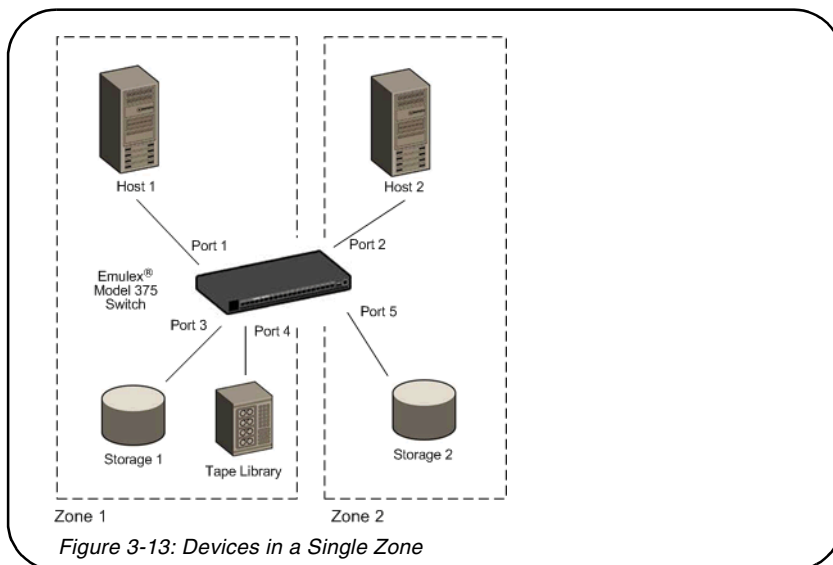 Host 1
Host 2
Port 1
Port 2
Emulex®
Model 375
Switch
Port 3
Port 4
Port 5
Storage 1
Tape Library
Storage 2
Zone 1
Zone 2
Figure 3-13: Devices in a Single Zone